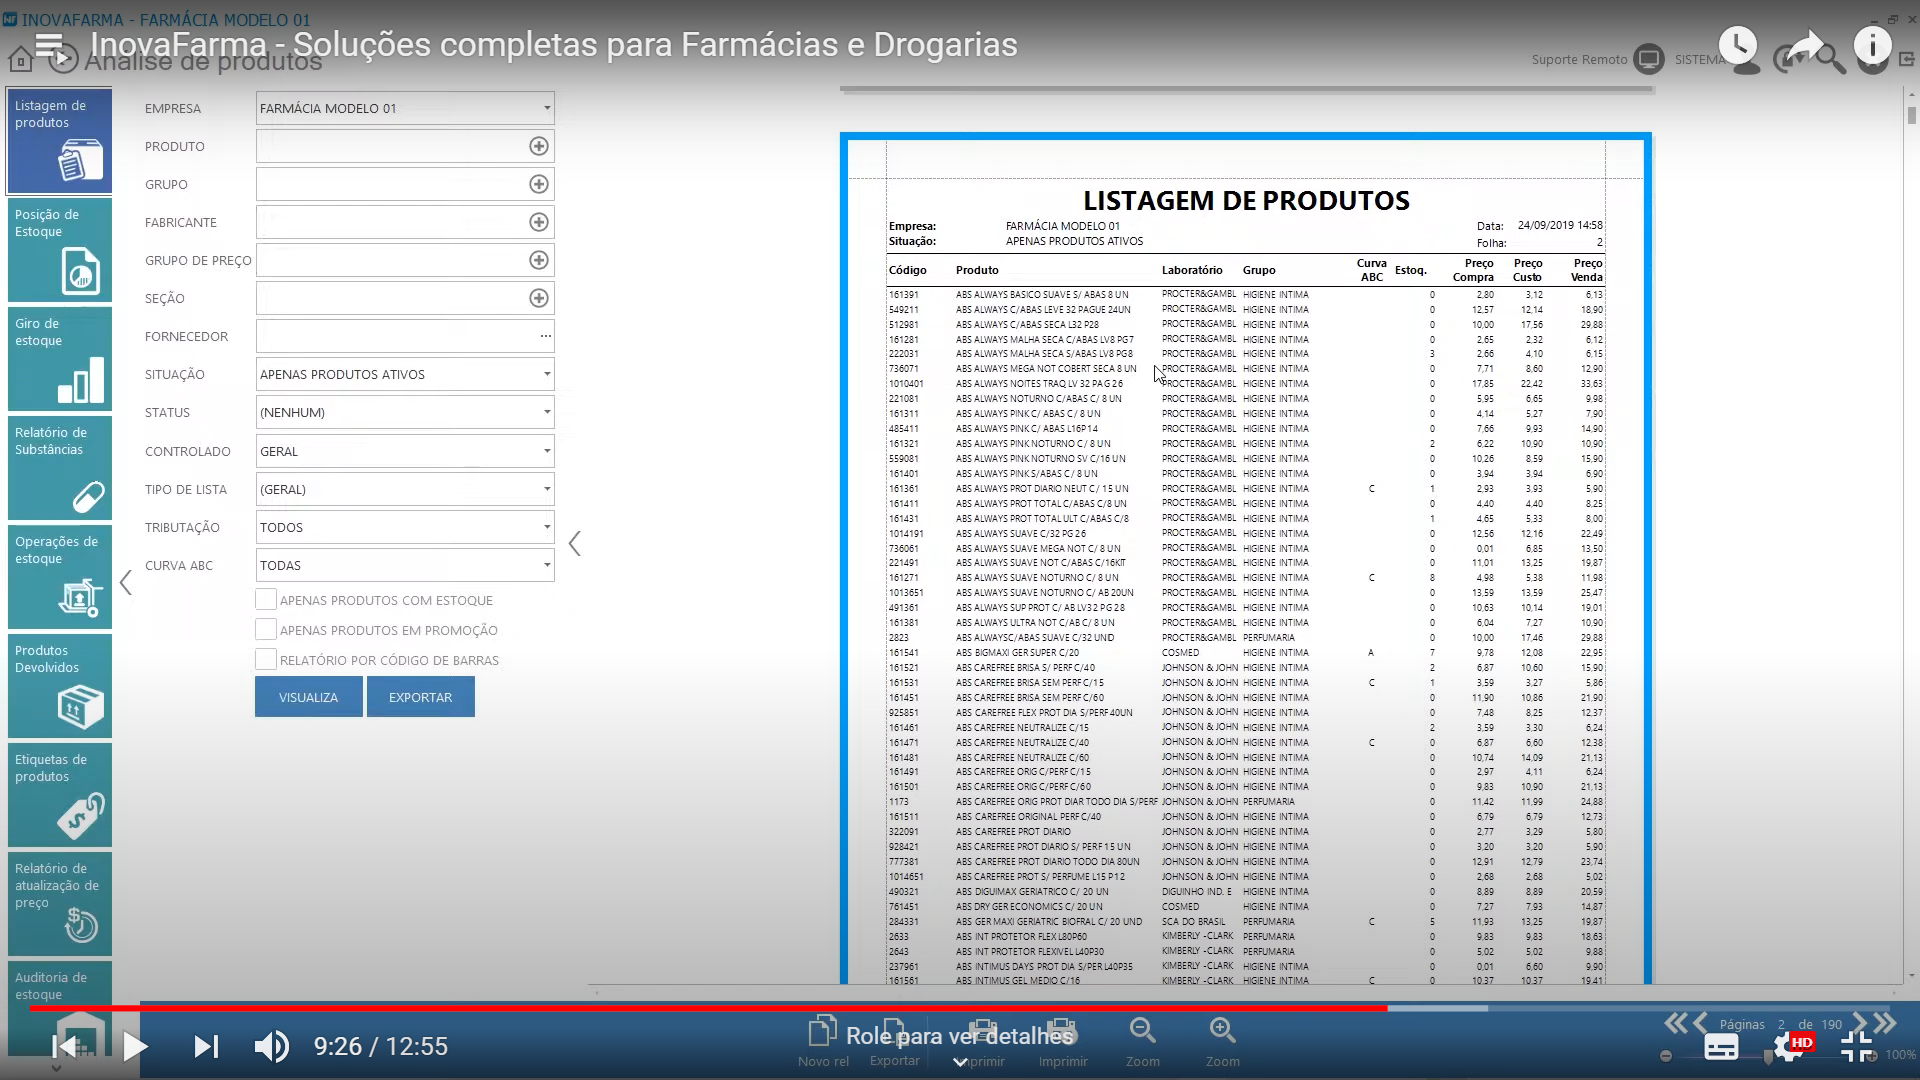 INOVAFARMA - FARMÁCIA MODELO 01
InovaFarma - Soluções completas para Farmácias e Drogarias
Análise de produtos
Suporte Remoto
SISTEMA
Listagem de
produtos
Posição de
Estoque
Giro de
estoque
Relatório de
Substâncias
Operações de
estoque
Produtos
Devolvidos
Etiquetas de
produtos
Relatório de
atualização de
preço
Auditoria de
estoque
EMPRESA FARMÁCIA MODELO 01
PRODUTO
GRUPO
FABRICANTE
GRUPO DE PREÇO
SEÇÃO
FORNECEDOR ...
SITUAÇÃO APENAS PRODUTOS ATIVOS
STATUS (NENHUM)
CONTROLADO GERAL
TIPO DE LISTA (GERAL)
TRIBUTAÇÃO TODOS
CURVA ABC TODAS
APENAS PRODUTOS COM ESTOQUE
APENAS PRODUTOS EM PROMOÇÃO
RELATÓRIO POR CÓDIGO DE BARRAS
VISUALIZA EXPORTAR
LISTAGEM DE PRODUTOS
Empresa: FARMÁCIA MODELO 01 Data: 24/09/2019 14:58
Situação: APENAS PRODUTOS ATIVOS Folha: 2
Código Produto Laboratório Grupo Curva ABC Estoq. Preço Compra Preço Custo Preço Venda
161391 ABS ALWAYS BASICO SUAVE S/ ABAS 8 UN PROCTER&GAMBL HIGIENE INTIMA 0 2,80 3,12 6,13
549211 ABS ALWAYS C/ABAS LEVE 32 PAGUE 24UN PROCTER&GAMBL HIGIENE INTIMA 0 12,57 12,14 18,90
512981 ABS ALWAYS C/ABAS SECA L32 P28 PROCTER&GAMBL HIGIENE INTIMA 0 10,00 17,56 29,88
161281 ABS ALWAYS MALHA SECA C/ABAS LV8 PG7 PROCTER&GAMBL HIGIENE INTIMA 0 2,65 2,32 6,12
222031 ABS ALWAYS MALHA SECA S/ABAS LV8 PG8 PROCTER&GAMBL HIGIENE INTIMA 3 2,66 4,10 6,15
736071 ABS ALWAYS MEGA NOT COBERT SECA 8 UN PROCTER&GAMBL HIGIENE INTIMA 0 7,71 8,60 12,90
1010401 ABS ALWAYS NOITES TRAQ LV 32 PAG 26 PROCTER&GAMBL HIGIENE INTIMA 0 17,85 22,42 33,63
221081 ABS ALWAYS NOTURNO C/ABAS C/ 8 UN PROCTER&GAMBL HIGIENE INTIMA 0 5,95 6,65 9,98
161311 ABS ALWAYS PINK C/ ABAS C/ 8 UN PROCTER&GAMBL HIGIENE INTIMA 0 4,14 5,27 7,90
485411 ABS ALWAYS PINK C/ ABAS L16P14 PROCTER&GAMBL HIGIENE INTIMA 0 7,66 9,93 14,90
161321 ABS ALWAYS PINK NOTURNO C/ 8 UN PROCTER&GAMBL HIGIENE INTIMA 2 6,22 10,90 10,90
559081 ABS ALWAYS PINK NOTURNO SV C/16 UN PROCTER&GAMBL HIGIENE INTIMA 0 10,26 8,59 15,90
161401 ABS ALWAYS PINK S/ABAS C/ 8 UN PROCTER&GAMBL HIGIENE INTIMA 0 3,94 3,94 6,90
161361 ABS ALWAYS PROT DIARIO NEUT C/ 15 UN PROCTER&GAMBL HIGIENE INTIMA C 1 2,93 3,93 5,90
161411 ABS ALWAYS PROT TOTAL C/ABAS C/8 UN PROCTER&GAMBL HIGIENE INTIMA 0 4,40 4,40 8,25
161431 ABS ALWAYS PROT TOTAL ULT C/ABAS C/8 PROCTER&GAMBL HIGIENE INTIMA 1 4,65 5,33 8,00
1014191 ABS ALWAYS SUAVE C/32 PG 26 PROCTER&GAMBL HIGIENE INTIMA 0 12,56 12,16 22,49
736061 ABS ALWAYS SUAVE MEGA NOT C/ 8 UN PROCTER&GAMBL HIGIENE INTIMA 0 0,01 6,85 13,50
221491 ABS ALWAYS SUAVE NOT C/ABAS C/16KIT PROCTER&GAMBL HIGIENE INTIMA 0 11,01 13,25 19,87
161271 ABS ALWAYS SUAVE NOTURNO C/ 8 UN PROCTER&GAMBL HIGIENE INTIMA C 8 4,98 5,38 11,98
1013651 ABS ALWAYS SUAVE NOTURNO C/ AB 20UN PROCTER&GAMBL HIGIENE INTIMA 0 13,59 13,59 25,47
491361 ABS ALWAYS SUP PROT C/ AB LV32 PG 28 PROCTER&GAMBL HIGIENE INTIMA 0 10,63 10,14 19,01
161381 ABS ALWAYS ULTRA NOT C/AB C/ 8 UN PROCTER&GAMBL HIGIENE INTIMA 0 6,04 7,27 10,90
2823 ABS ALWAYSC/ABAS SUAVE C/32 UND PROCTER&GAMBL PERFUMARIA 0 10,00 17,46 29,88
161541 ABS BIGMAXI GER SUPER C/20 COSMED HIGIENE INTIMA A 7 9,78 12,08 22,95
161521 ABS CAREFREE BRISA S/ PERF C/40 JOHNSON & JOHN HIGIENE INTIMA 2 6,87 10,60 15,90
161531 ABS CAREFREE BRISA SEM PERF C/15 JOHNSON & JOHN HIGIENE INTIMA C 1 3,59 3,27 5,86
161451 ABS CAREFREE BRISA SEM PERF C/60 JOHNSON & JOHN HIGIENE INTIMA 0 11,90 10,86 21,90
925851 ABS CAREFREE FLEX PROT DIA S/PERF 40UN JOHNSON & JOHN HIGIENE INTIMA 0 7,48 8,25 12,37
161461 ABS CAREFREE NEUTRALIZE C/15 JOHNSON & JOHN HIGIENE INTIMA 2 3,59 3,30 6,24
161471 ABS CAREFREE NEUTRALIZE C/40 JOHNSON & JOHN HIGIENE INTIMA C 0 6,87 6,60 12,38
161481 ABS CAREFREE NEUTRALIZE C/60 JOHNSON & JOHN HIGIENE INTIMA 0 10,74 14,09 21,13
161491 ABS CAREFREE ORIG C/PERF C/15 JOHNSON & JOHN HIGIENE INTIMA 0 2,97 4,11 6,24
161501 ABS CAREFREE ORIG C/PERF C/60 JOHNSON & JOHN HIGIENE INTIMA 0 9,83 10,90 21,13
1173 ABS CAREFREE ORIG PROT DIAR TODO DIA S/PERF JOHNSON & JOHN PERFUMARIA 0 11,42 11,99 24,88
161511 ABS CAREFREE ORIGINAL PERF C/40 JOHNSON & JOHN HIGIENE INTIMA 0 6,79 6,79 12,73
322091 ABS CAREFREE PROT DIARIO JOHNSON & JOHN HIGIENE INTIMA 0 2,77 3,29 5,80
928421 ABS CAREFREE PROT DIARIO S/ PERF 15 UN JOHNSON & JOHN HIGIENE INTIMA 0 3,20 3,20 5,90
777381 ABS CAREFREE PROT DIARIO TODO DIA 80UN JOHNSON & JOHN HIGIENE INTIMA 0 12,91 12,79 23,74
1014651 ABS CAREFREE PROT S/ PERFUME L15 P12 JOHNSON & JOHN HIGIENE INTIMA 0 2,68 2,68 5,02
490321 ABS DIGUIMAX GERIATRICO C/ 20 UN DIGUINHO IND. E HIGIENE INTIMA 0 8,89 8,89 20,59
761451 ABS DRY GER ECONOMICS C/ 20 UN COSMED HIGIENE INTIMA 0 7,27 7,93 14,87
284331 ABS GER MAXI GERIATRIC BIOFRAL C/ 20 UND SCA DO BRASIL PERFUMARIA C 5 11,93 13,25 19,87
2633 ABS INT PROTETOR FLEX L80P60 KIMBERLY -CLARK PERFUMARIA 0 9,83 9,83 18,63
2643 ABS INT PROTETOR FLEXIVEL L40P30 KIMBERLY -CLARK PERFUMARIA 0 5,02 5,02 9,88
237961 ABS INTIMUS DAYS PROT DIA S/PER L40P35 KIMBERLY -CLARK HIGIENE INTIMA 0 0,01 6,60 9,90
161561 ABS INTIMUS GEL MEDIO C/16 KIMBERLY -CLARK HIGIENE INTIMA C 0 10,37 10,37 19,41
9:26 / 12:55
Novo rel Exportar Imprimir Imprimir Zoom Zoom
Role para ver detalhes
Páginas 2 de 190
HD
100%